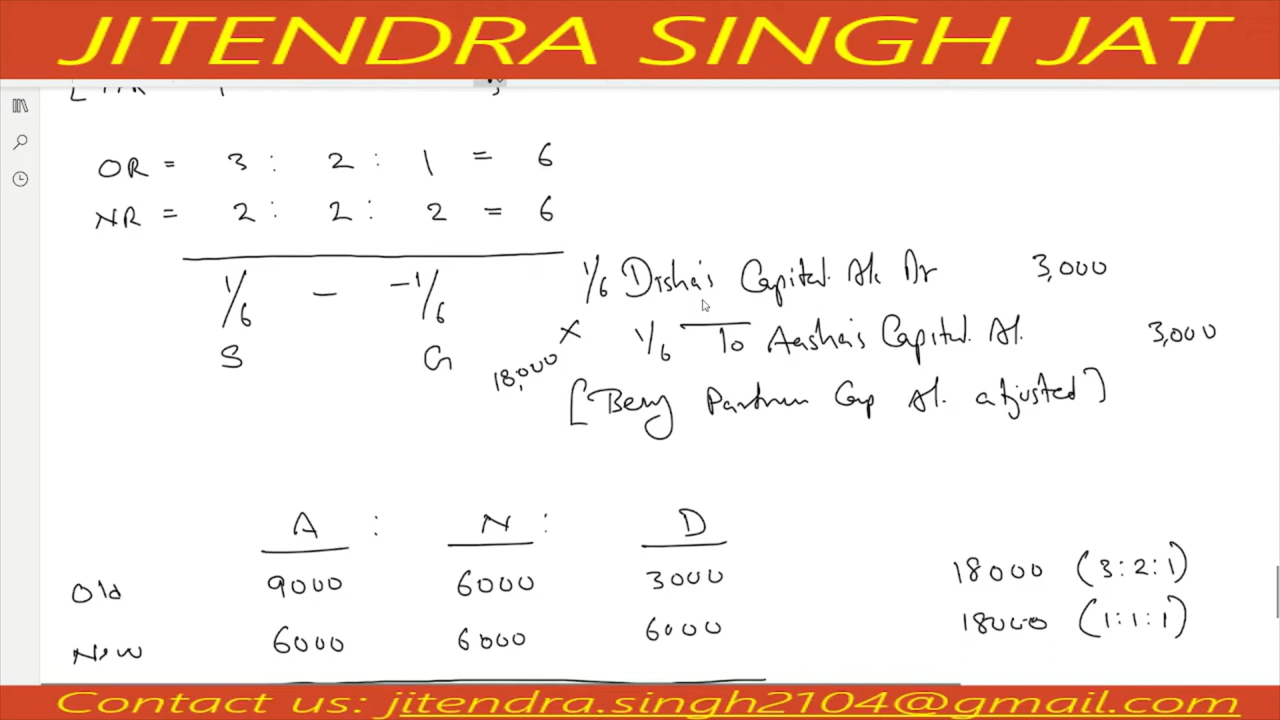 JITENDRA SINGH JAT
OR = 3 : 2 : 1 = 6
NR = 2 : 2 : 2 = 6
1/6 - -1/6
S G
1/6 Disha's Capital A/c Dr 3,000
18,000 × 1/6 To Aasha's Capital A/c 3,000
[Being Partner Cap A/c adjusted]
A : N : D
Old 9000 6000 3000 18000 (3:2:1)
New 6000 6000 6000 18000 (1:1:1)
Contact us: jitendra.singh2104@gmail.com